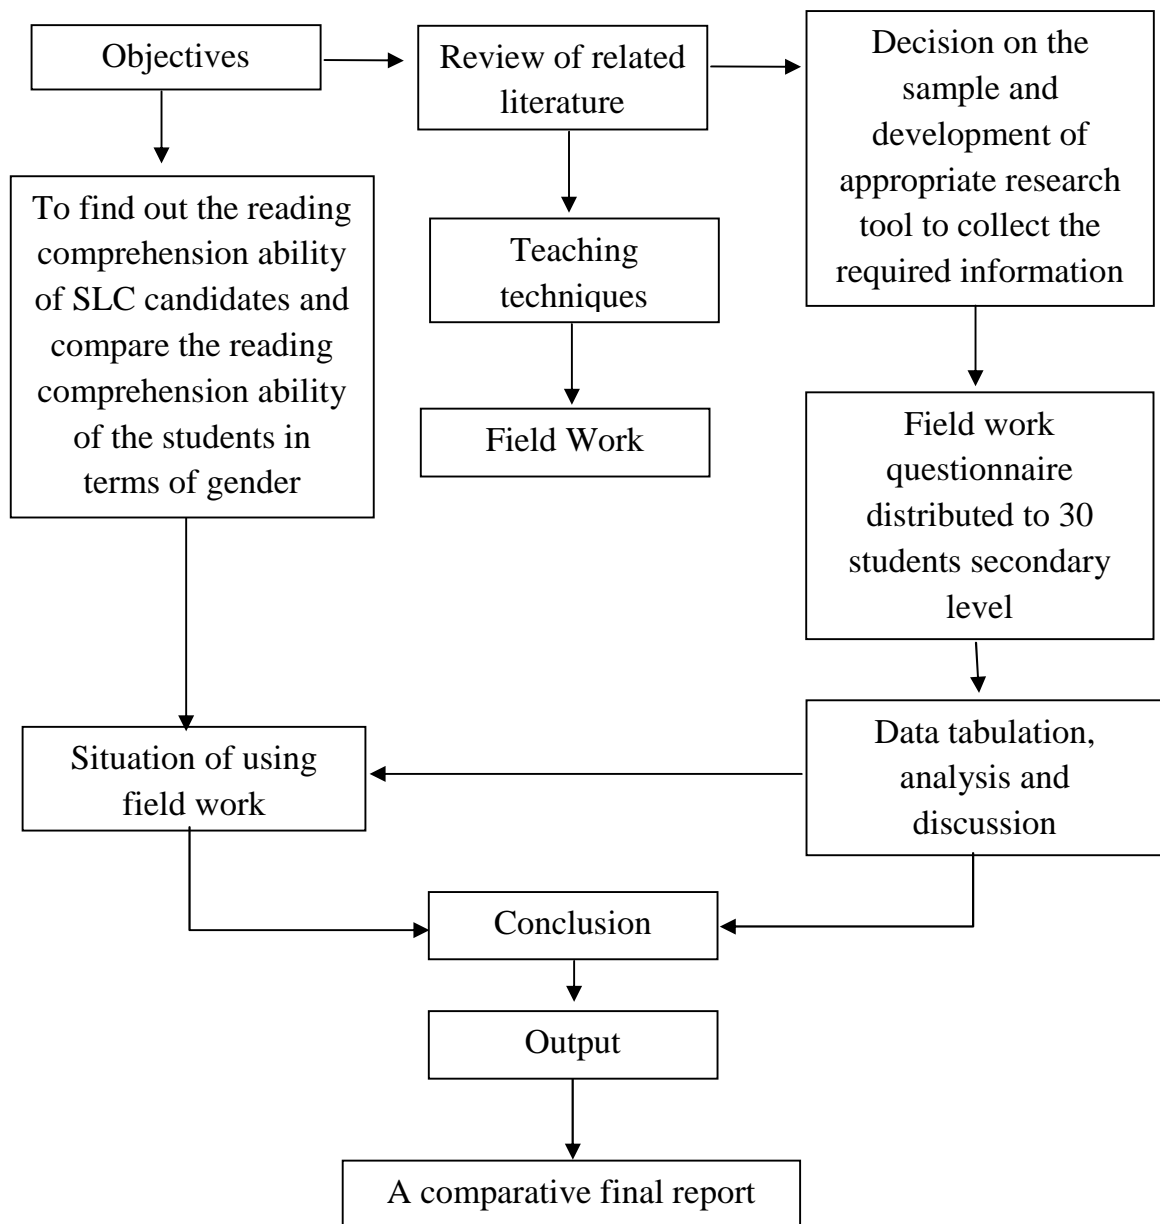 Objectives
Review of related
literature
Decision on the
sample and
development of
appropriate research
tool to collect the
required information
To find out the reading
comprehension ability
of SLC candidates and
compare the reading
comprehension ability
of the students in
terms of gender
Teaching
techniques
Field Work
Field work
questionnaire
distributed to 30
students secondary
level
Situation of using
field work
Data tabulation,
analysis and
discussion
Conclusion
Output
A comparative final report